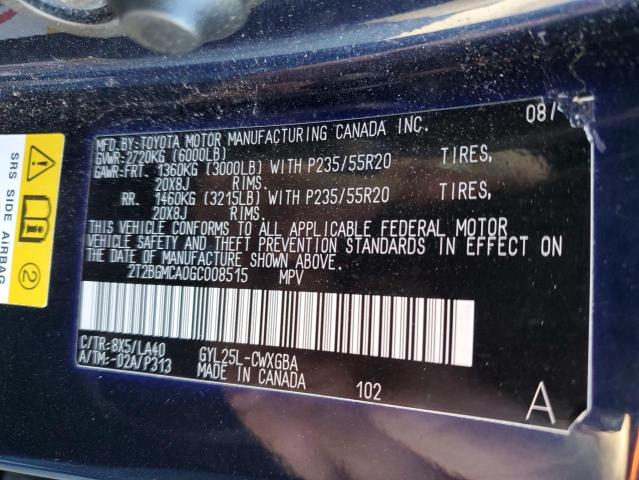 08/
MFD.BY:TOYOTA MOTOR MANUFACTURING CANADA INC.
GVWR:2720KG (6000LB)
GAWR:FRT. 1360KG (3000LB) WITH P235/55R20 TIRES,
20X8J RIMS.
RR. 1460KG (3215LB) WITH P235/55R20 TIRES,
20X8J RIMS.
THIS VEHICLE CONFORMS TO ALL APPLICABLE FEDERAL MOTOR
VEHICLE SAFETY AND THEFT PREVENTION STANDARDS IN EFFECT ON
THE DATE OF MANUFACTURE SHOWN ABOVE.
2T2BGMCA0GC008515 MPV
C/TR:8X5/LA40 GYL25L-CWXGBA
A/TM:-02A/P313 MADE IN CANADA 102
A
SRS SIDE AIRBAG
2